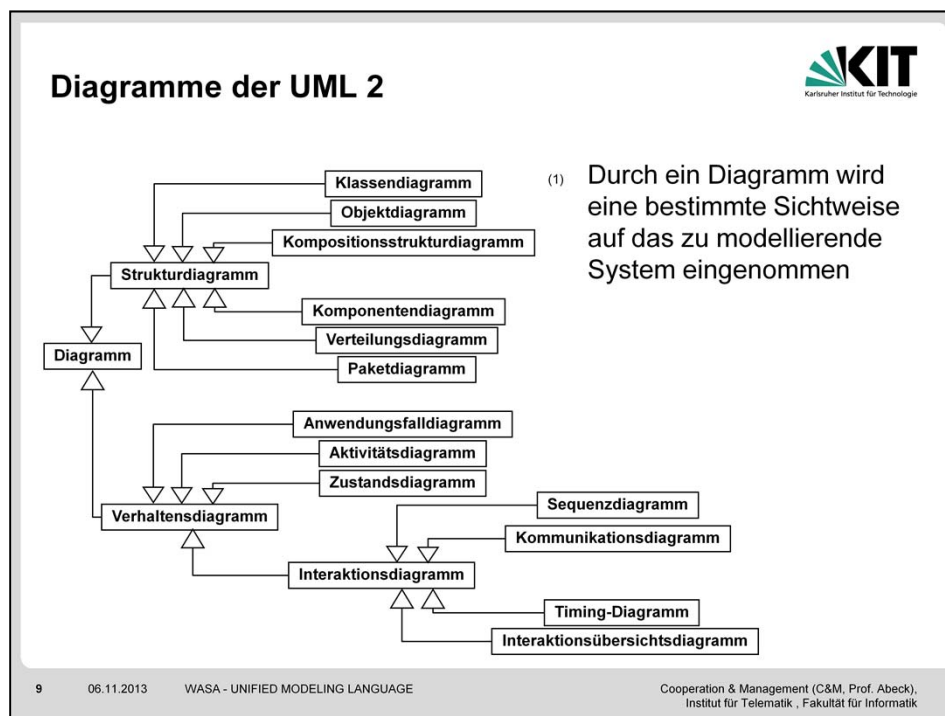 Diagramme der UML 2
KIT
Karlsruher Institut für Technologie
Klassendiagramm
Objektdiagramm
Kompositionsstrukturdiagramm
Strukturdiagramm
Komponentendiagramm
Verteilungsdiagramm
Diagramm
Paketdiagramm
Anwendungsfalldiagramm
Aktivitätsdiagramm
Zustandsdiagramm
Verhaltensdiagramm
Sequenzdiagramm
Kommunikationsdiagramm
Interaktionsdiagramm
Timing-Diagramm
Interaktionsübersichtsdiagramm
(1) Durch ein Diagramm wird
eine bestimmte Sichtweise
auf das zu modellierende
System eingenommen
9 06.11.2013 WASA - UNIFIED MODELING LANGUAGE
Cooperation & Management (C&M, Prof. Abeck),
Institut für Telematik , Fakultät für Informatik